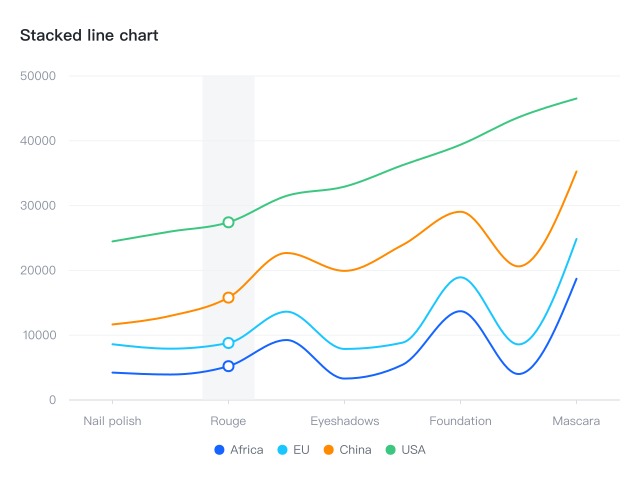 Stacked line chart
50000
40000
30000
20000
10000
0
Nail polish Rouge Eyeshadows Foundation Mascara
Africa EU China USA